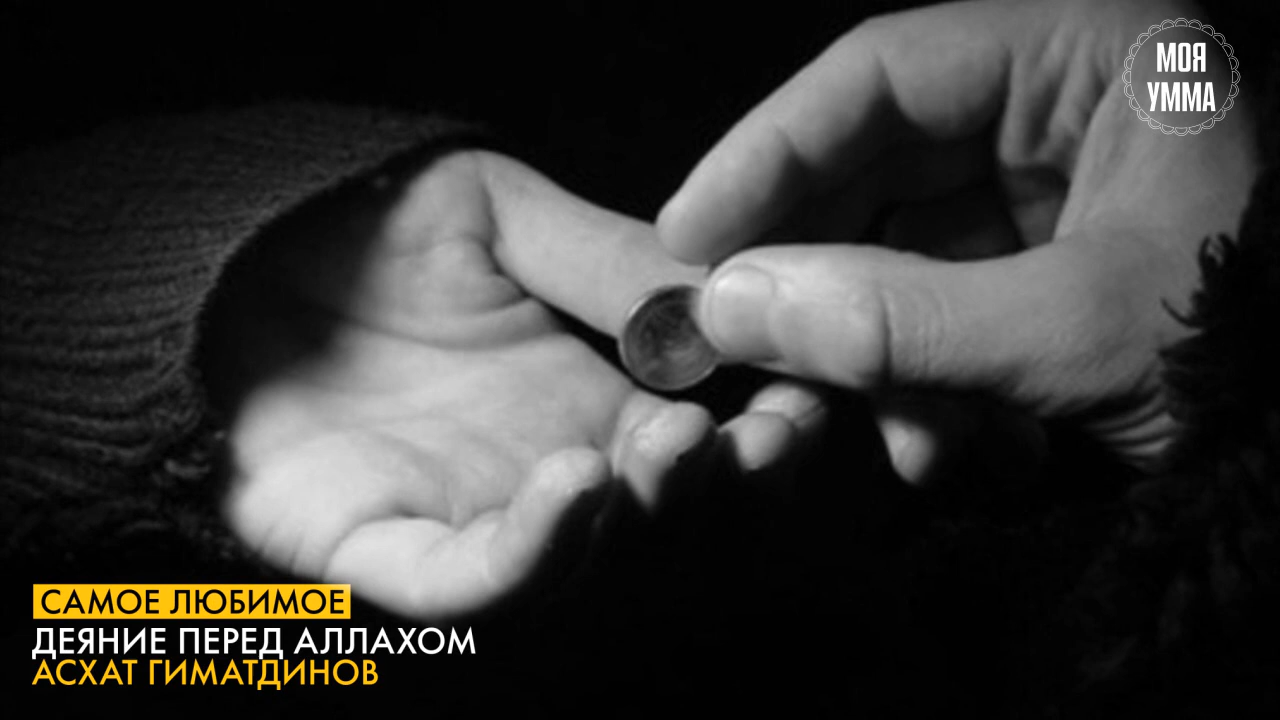 МОЯ
УММА
САМОЕ ЛЮБИМОЕ
ДЕЯНИЕ ПЕРЕД АЛЛАХОМ
АСХАТ ГИМАТДИНОВ